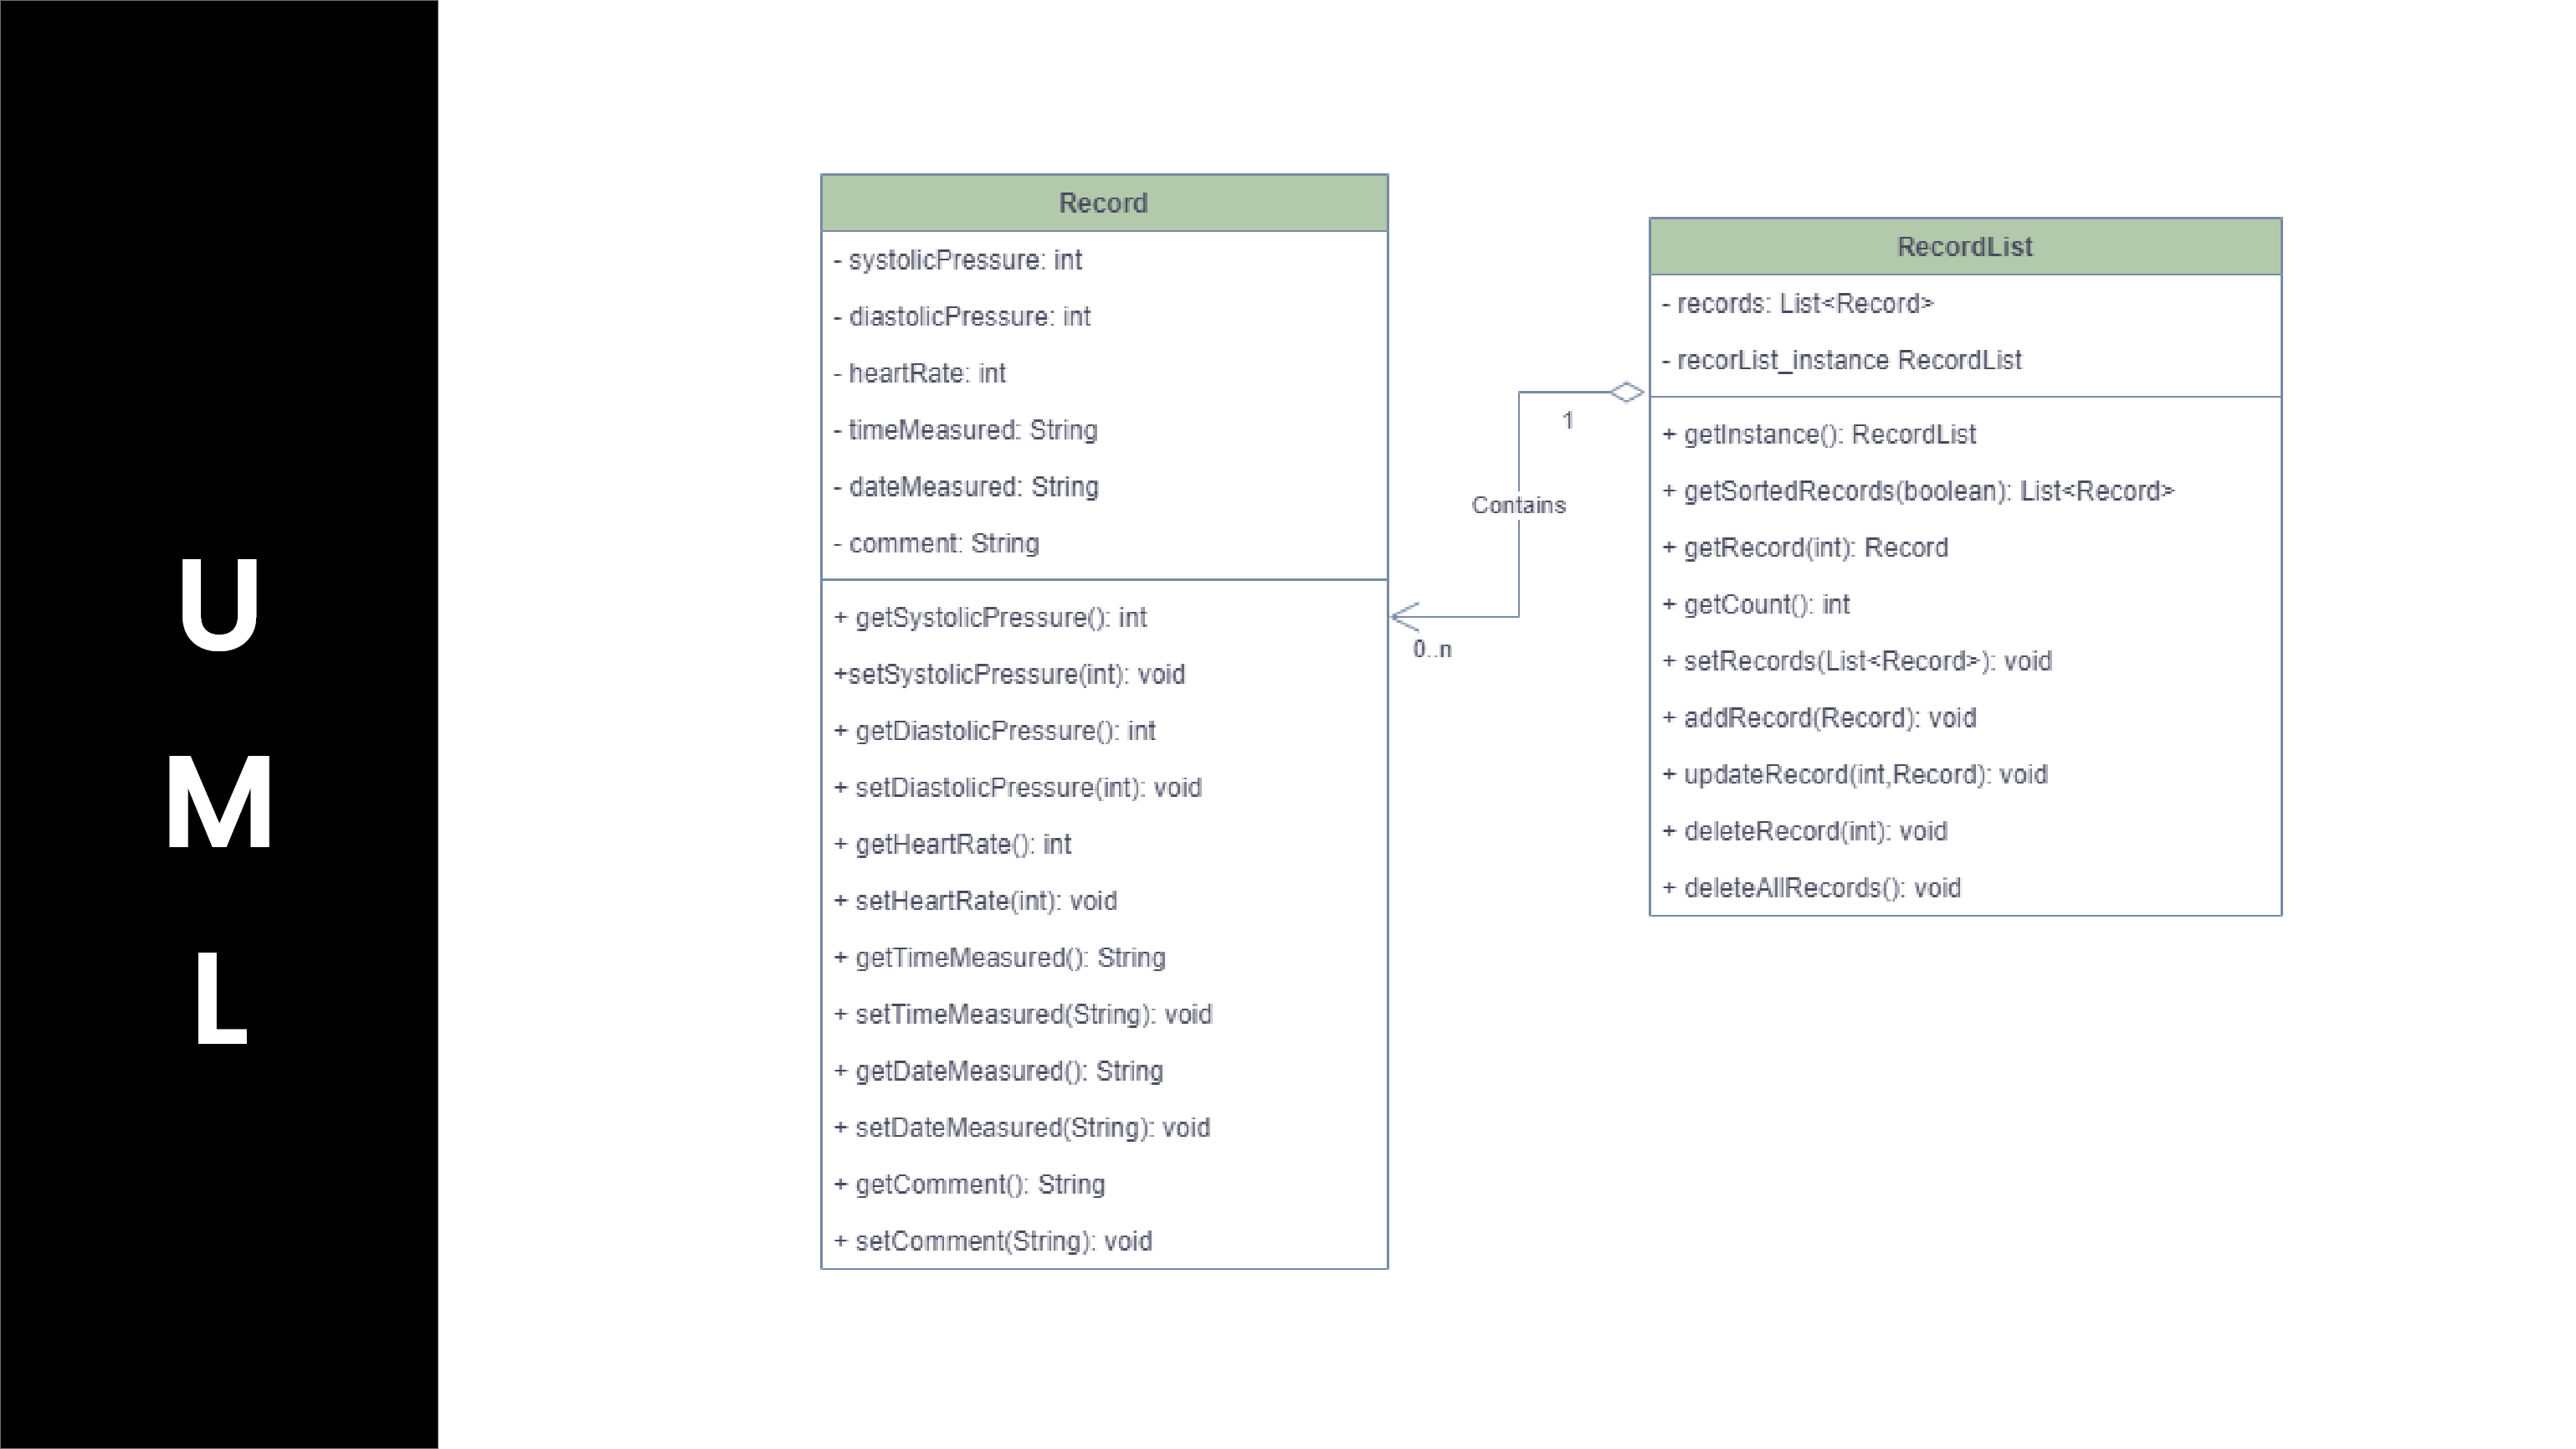 U
M
L
Record
- systolicPressure: int
- diastolicPressure: int
- heartRate: int
- timeMeasured: String
- dateMeasured: String
- comment: String
+ getSystolicPressure(): int
+setSystolicPressure(int): void
+ getDiastolicPressure(): int
+ setDiastolicPressure(int): void
+ getHeartRate(): int
+ setHeartRate(int): void
+ getTimeMeasured(): String
+ setTimeMeasured(String): void
+ getDateMeasured(): String
+ setDateMeasured(String): void
+ getComment(): String
+ setComment(String): void
1
Contains
0..n
RecordList
- records: List<Record>
- recorList_instance RecordList
+ getInstance(): RecordList
+ getSortedRecords(boolean): List<Record>
+ getRecord(int): Record
+ getCount(): int
+ setRecords(List<Record>): void
+ addRecord(Record): void
+ updateRecord(int,Record): void
+ deleteRecord(int): void
+ deleteAllRecords(): void